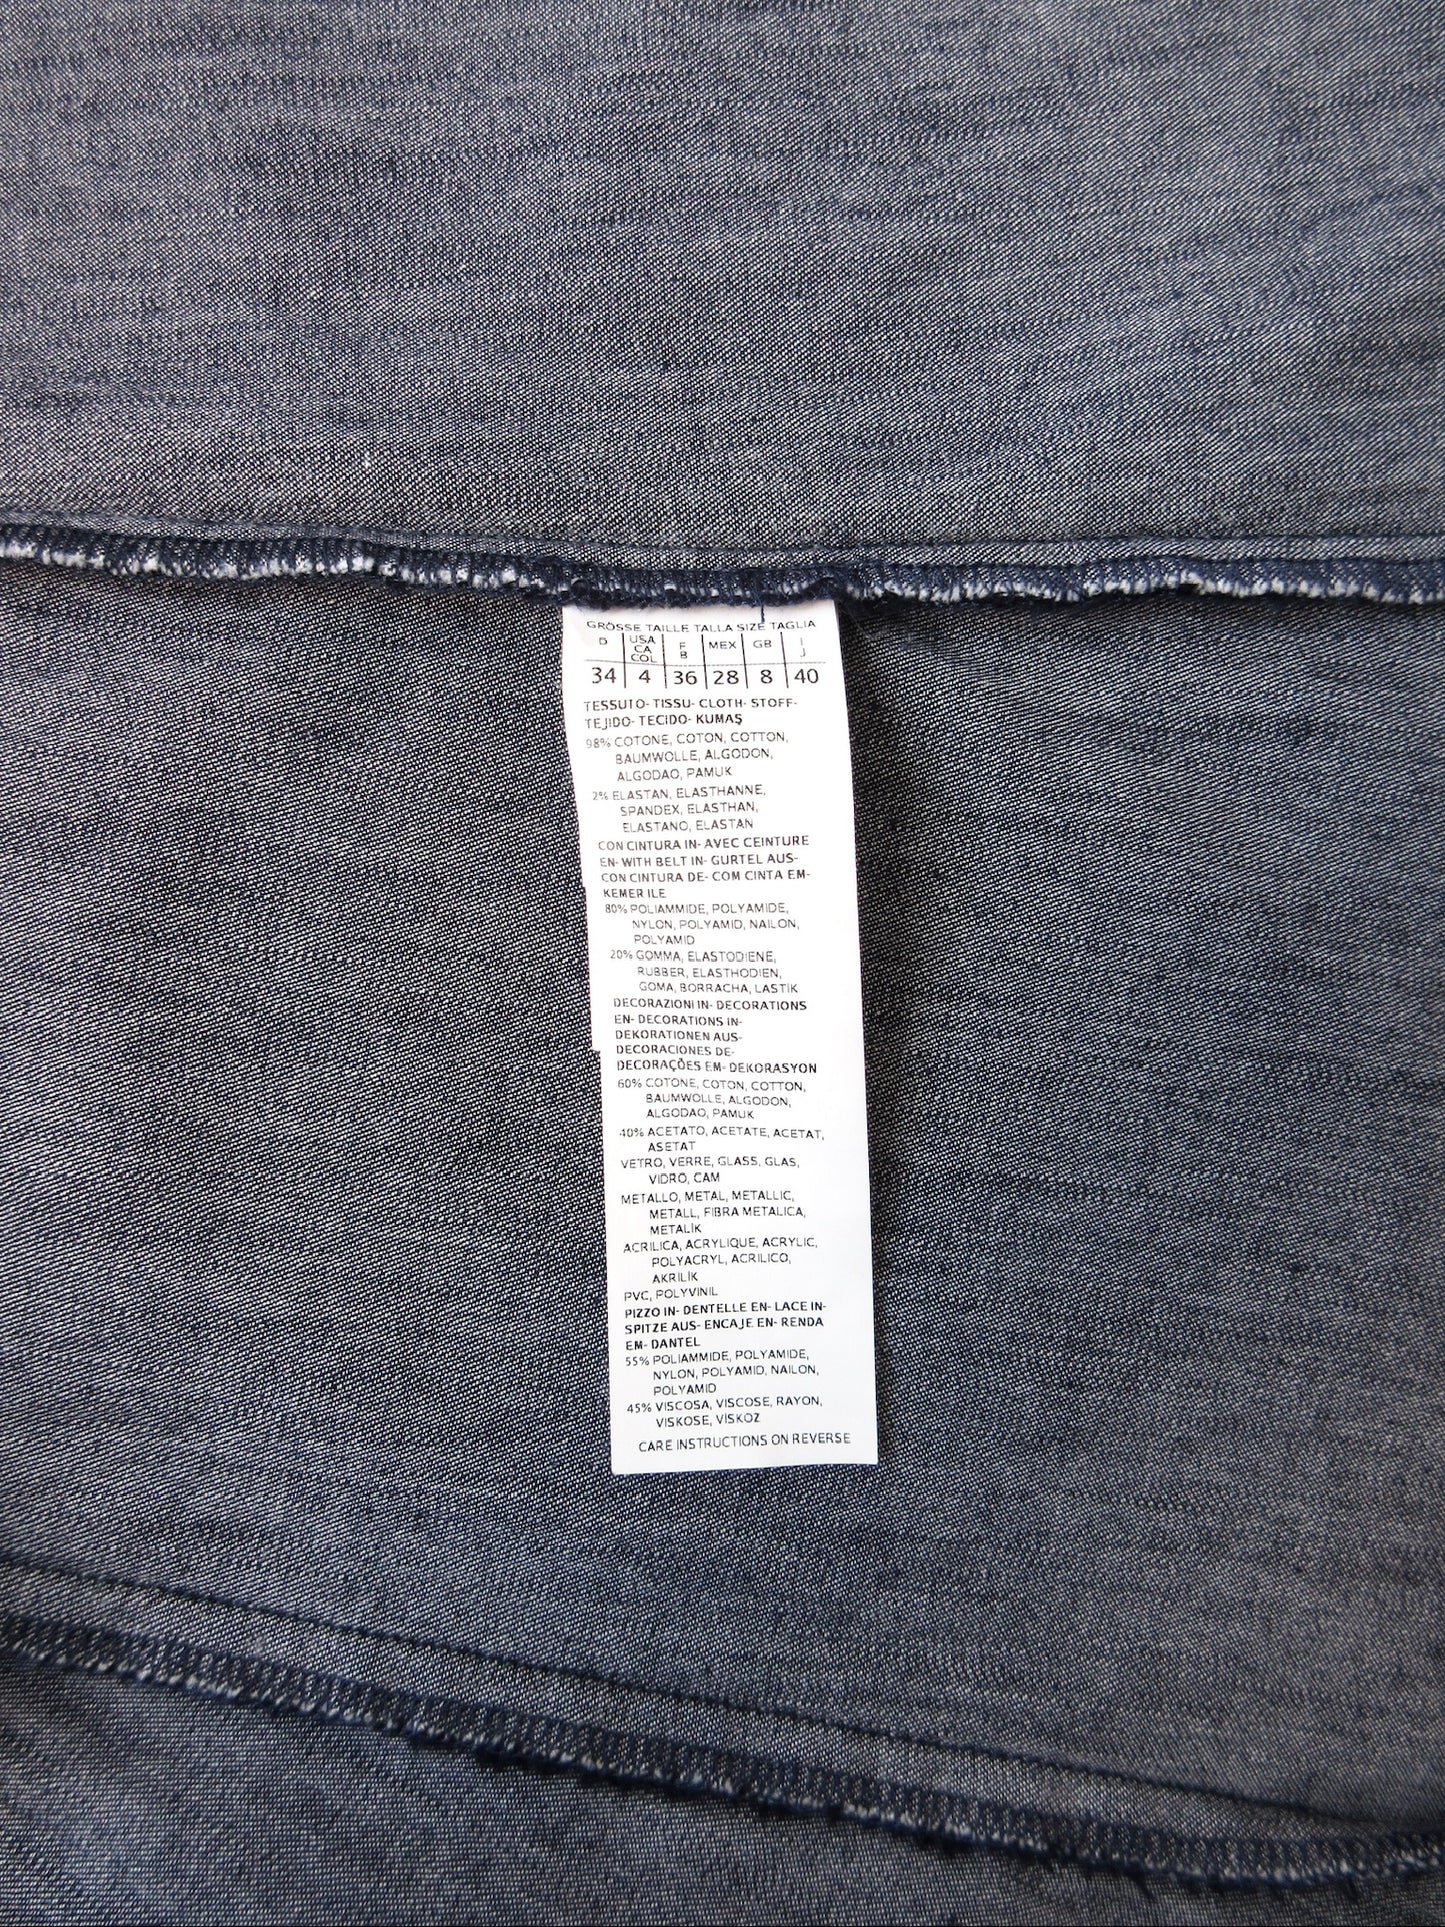 GRÖSSE TAILLE TALLA SIZE TAGLIA
D USA CA COL F B MEX GB I J
34 4 36 28 8 40
TESSUTO- TISSU- CLOTH- STOFF-
TEJIDO- TECIDO- KUMAŞ
98% COTONE, COTON, COTTON,
BAUMWOLLE, ALGODON,
ALGODAO, PAMUK
2% ELASTAN, ELASTHANNE,
SPANDEX, ELASTHAN,
ELASTANO, ELASTAN
CON CINTURA IN- AVEC CEINTURE
EN- WITH BELT IN- GURTEL AUS-
CON CINTURA DE- COM CINTA EM-
KEMER ILE
80% POLIAMMIDE, POLYAMIDE,
NYLON, POLYAMID, NAILON,
POLYAMID
20% GOMMA, ELASTODIENE,
RUBBER, ELASTHODIEN,
GOMA, BORRACHA, LASTİK
DECORAZIONI IN- DECORATIONS
EN- DECORATIONS IN-
DEKORATIONEN AUS-
DECORACIONES DE-
DECORAÇÕES EM- DEKORASYON
60% COTONE, COTON, COTTON,
BAUMWOLLE, ALGODON,
ALGODAO, PAMUK
40% ACETATO, ACETATE, ACETAT,
ASETAT
VETRO, VERRE, GLASS, GLAS,
VIDRO, CAM
METALLO, METAL, METALLIC,
METALL, FIBRA METALICA,
METALİK
ACRILICA, ACRYLIQUE, ACRYLIC,
POLYACRYL, ACRILICO,
AKRILİK
PVC, POLYVINIL
PIZZO IN- DENTELLE EN- LACE IN-
SPITZE AUS- ENCAJE EN- RENDA
EM- DANTEL
55% POLIAMMIDE, POLYAMIDE,
NYLON, POLYAMID, NAILON,
POLYAMID
45% VISCOSA, VISCOSE, RAYON,
VISKOSE, VİSKOZ
CARE INSTRUCTIONS ON REVERSE